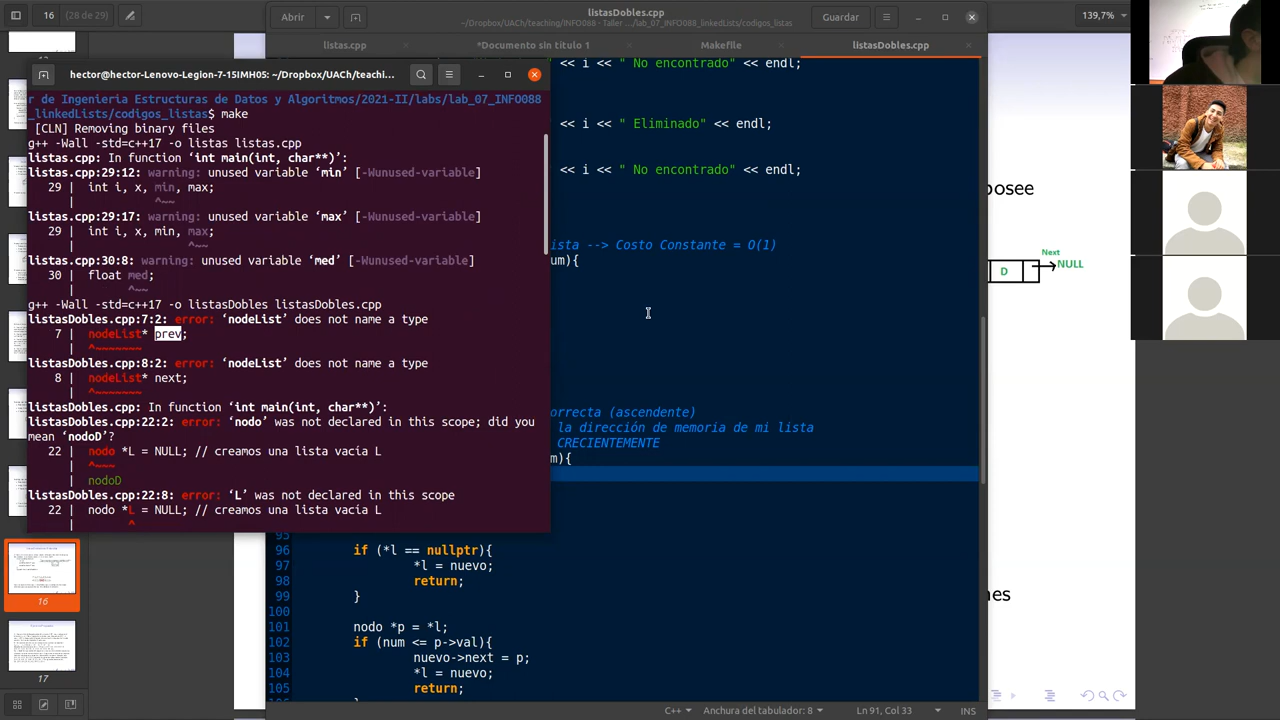 16
(28 of 28)
139,7%
Abrir
listasDobles.cpp
~/Dropbox/UACh/teaching/INFO088 - Taller
/lab_07_INFO088_linkedLists/codigos_listas
Guardar
listas.cpp
*Documento sin título 1
Makefile
listasDobles.cpp
hector@hector-Lenovo-Legion-7-15IMH05: ~/Dropbox/UACh/teachi...
r de Ingenieria Estructuras de Datos y Algoritmos/2021-II/labs/lab_07_INFO088
_linkedLists/codigos_listas$ make
[CLN] Removing binary files
g++ -Wall -std=c++17 -o listas listas.cpp
listas.cpp: In function ‘int main(int, char**)’:
listas.cpp:29:12: warning: unused variable ‘min’ [-Wunused-variable]
29 | int i, x, min, max;
| ^~~
listas.cpp:29:17: warning: unused variable ‘max’ [-Wunused-variable]
29 | int i, x, min, max;
| ^~~
listas.cpp:30:8: warning: unused variable ‘med’ [-Wunused-variable]
30 | float med;
| ^~~
g++ -Wall -std=c++17 -o listasDobles listasDobles.cpp
listasDobles.cpp:7:2: error: ‘nodeList’ does not name a type
7 | nodeList* prev;
| ^~~~~~~~
listasDobles.cpp:8:2: error: ‘nodeList’ does not name a type
8 | nodeList* next;
| ^~~~~~~~
listasDobles.cpp: In function ‘int main(int, char**)’:
listasDobles.cpp:22:2: error: ‘nodo’ was not declared in this scope; did you
mean ‘nodoD’?
22 | nodo *L = NULL; // creamos una lista vacia L
| ^~~~
| nodoD
listasDobles.cpp:22:8: error: ‘L’ was not declared in this scope
22 | nodo *L = NULL; // creamos una lista vacia L
| ^
<< i << " No encontrado" << endl;
<< i << " Eliminado" << endl;
<< i << " No encontrado" << endl;
ista --> Costo Constante = O(1)
um){
orrecta (ascendente)
la dirección de memoria de mi lista
CRECIENTEMENTE
m){
95
96 if (*l == nullptr){
97 *l = nuevo;
98 return;
99 }
100
101 nodo *p = *l;
102 if (num <= p->val){
103 nuevo->next = p;
104 *l = nuevo;
105 return;
C++
Anchura del tabulador: 8
Ln 91, Col 33
INS
posee
Next
D
NULL
nes
16
17